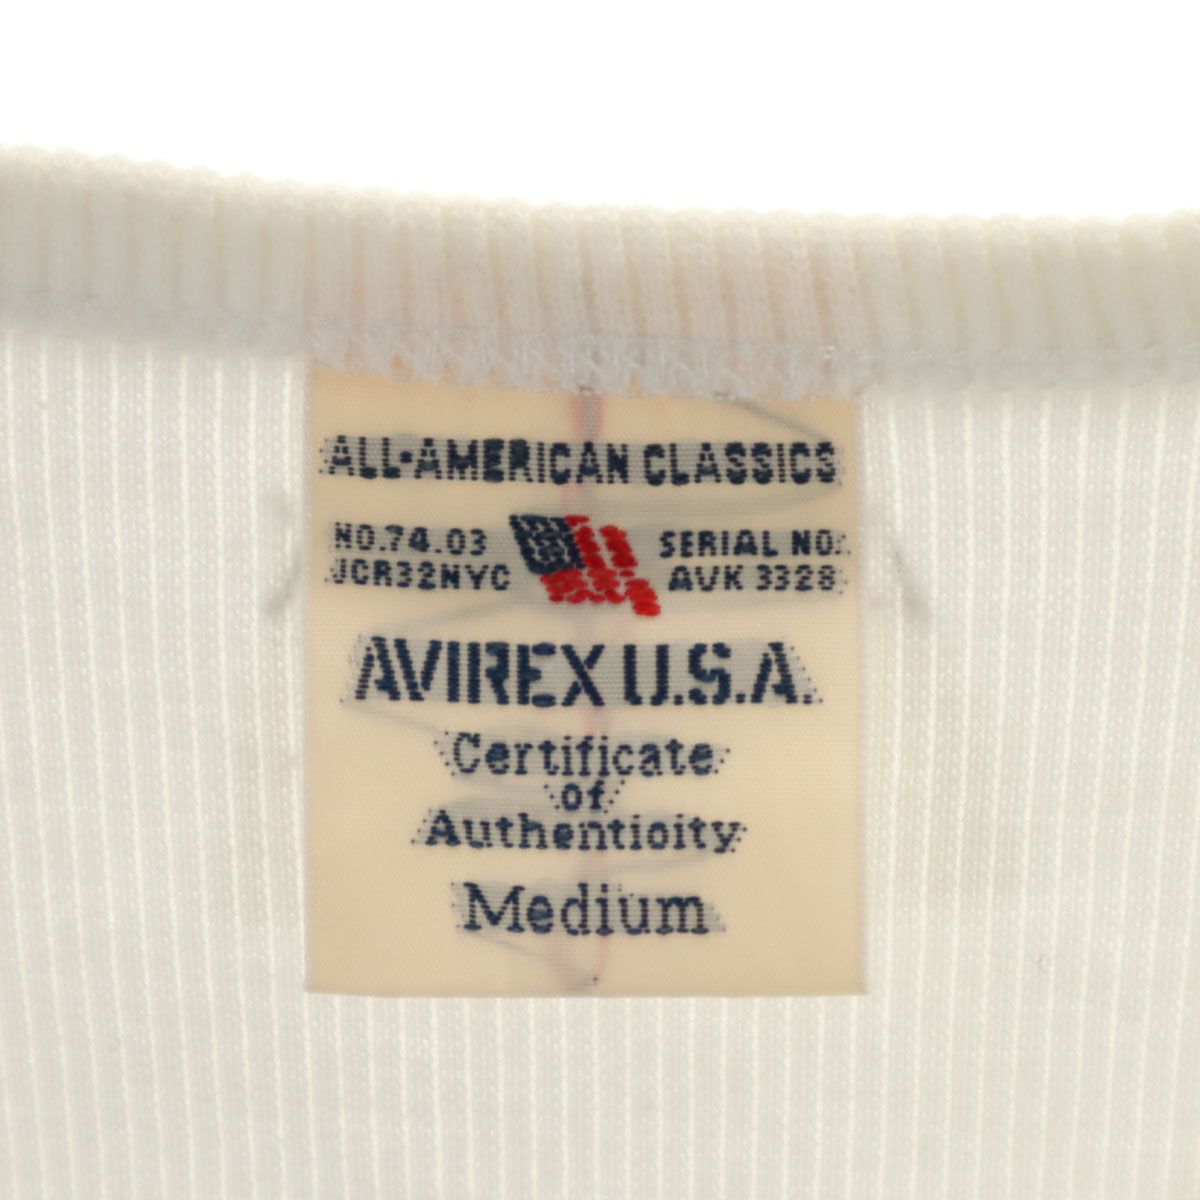 ALL-AMERICAN CLASSICS
NO.74.03
JCR32NYC
SERIAL NO.
AVK 3328
AVIREX U.S.A.
Certificate
of
Authenticity
Medium